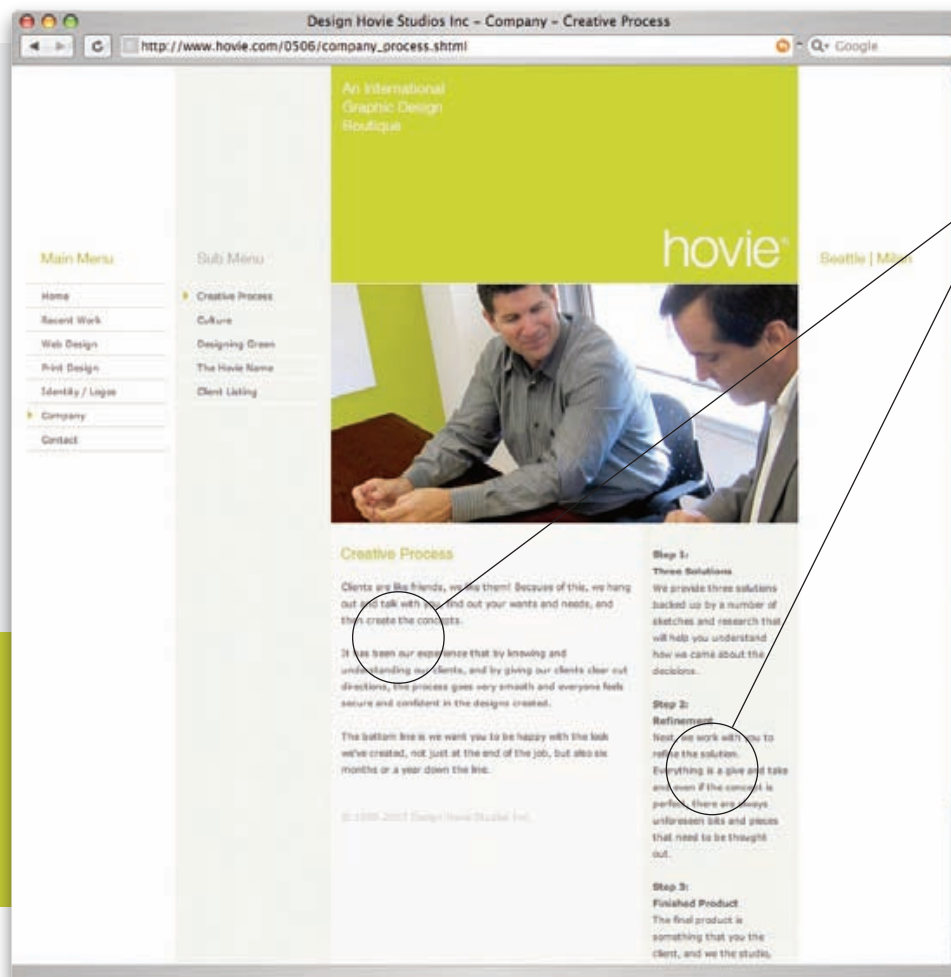 Design Hovie Studios Inc – Company – Creative Process
http://www.hovie.com/0506/company_process.shtml
Google
An International
Graphic Design
Boutique
hovie®
Seattle | Milan
Main Menu
Home
Recent Work
Web Design
Print Design
Identity / Logos
Company
Contact
Sub Menu
Creative Process
Culture
Designing Green
The Hovie Name
Client Listing
Creative Process
Clients are like friends, we like them! Because of this, we hang
out and talk with you, find out your wants and needs, and
then create the concepts.
It has been our experience that by knowing and
understanding our clients, and by giving our clients clear cut
directions, the process goes very smooth and everyone feels
secure and confident in the designs created.
The bottom line is we want you to be happy with the look
we've created, not just at the end of the job, but also six
months or a year down the line.
Design Hovie Studios Inc.
Step 1:
Three Solutions
We provide three solutions
backed up by a number of
sketches and research that
will help you understand
how we came about the
decisions.
Step 2:
Refinement
Next, we work with you to
refine the solution.
Everything is a give and take
and even if the concept is
perfect, there are always
unforeseen bits and pieces
that need to be thought
out.
Step 3:
Finished Product
The final product is
something that you the
client, and we the studio,